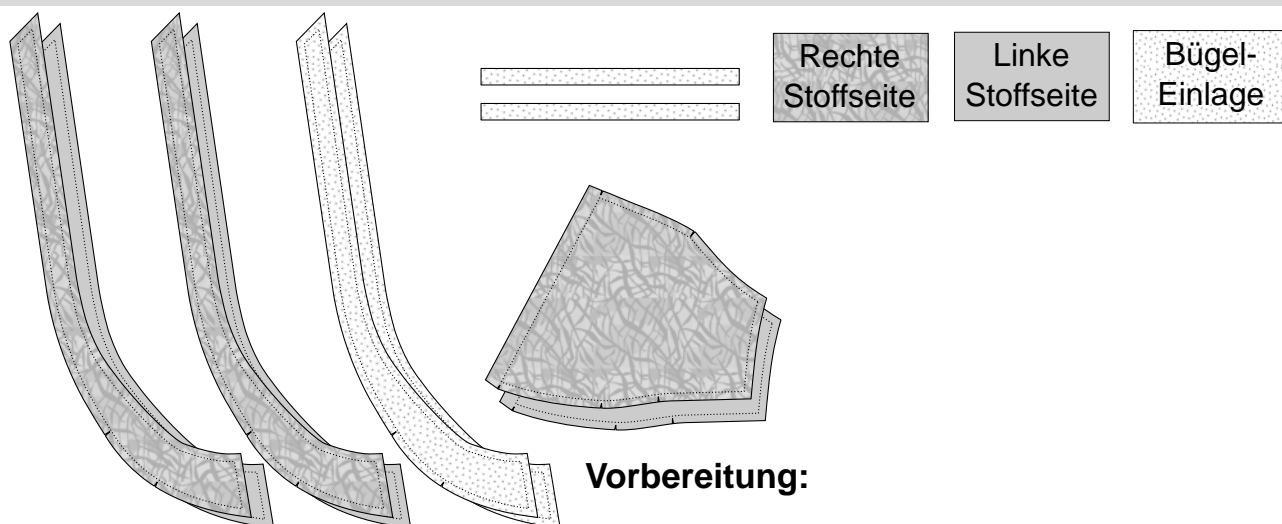 Rechte
Stoffseite
Linke
Stoffseite
Bügel-
Einlage
Vorbereitung: